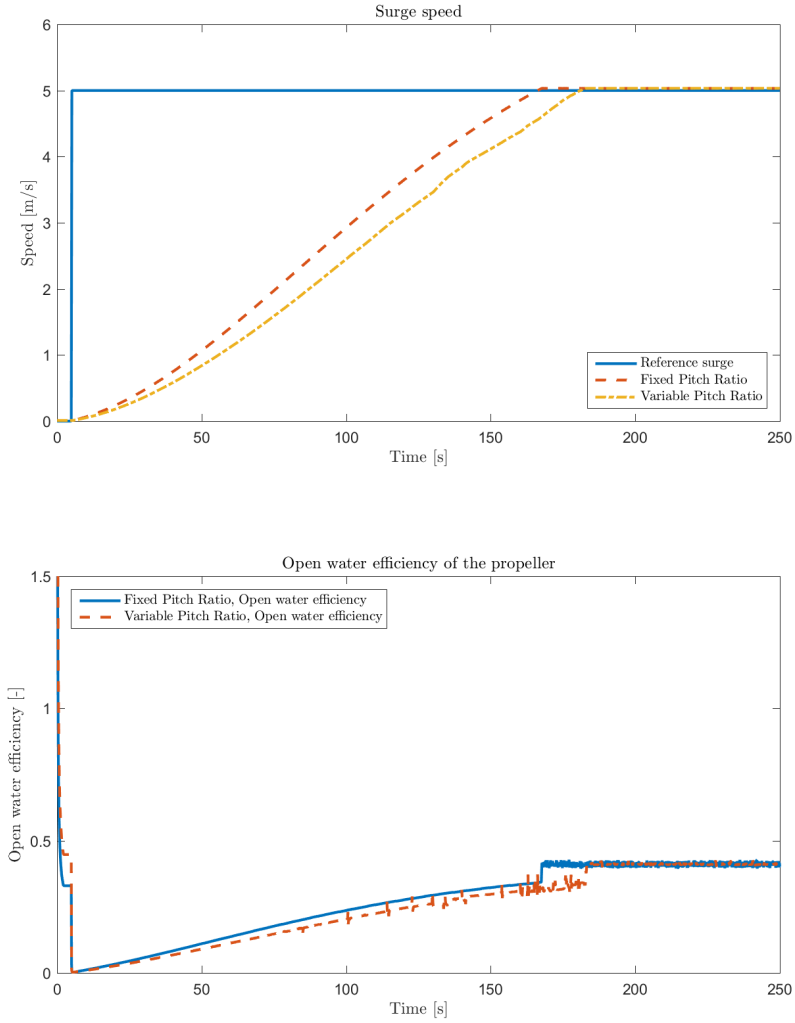 Surge speed
6
5
4
3
2
1
0
Speed [m/s]
Reference surge
Fixed Pitch Ratio
Variable Pitch Ratio
0 50 100 150 200 250
Time [s]
Open water efficiency of the propeller
1.5
1
0.5
0
Open water efficiency [-]
Fixed Pitch Ratio, Open water efficiency
Variable Pitch Ratio, Open water efficiency
0 50 100 150 200 250
Time [s]